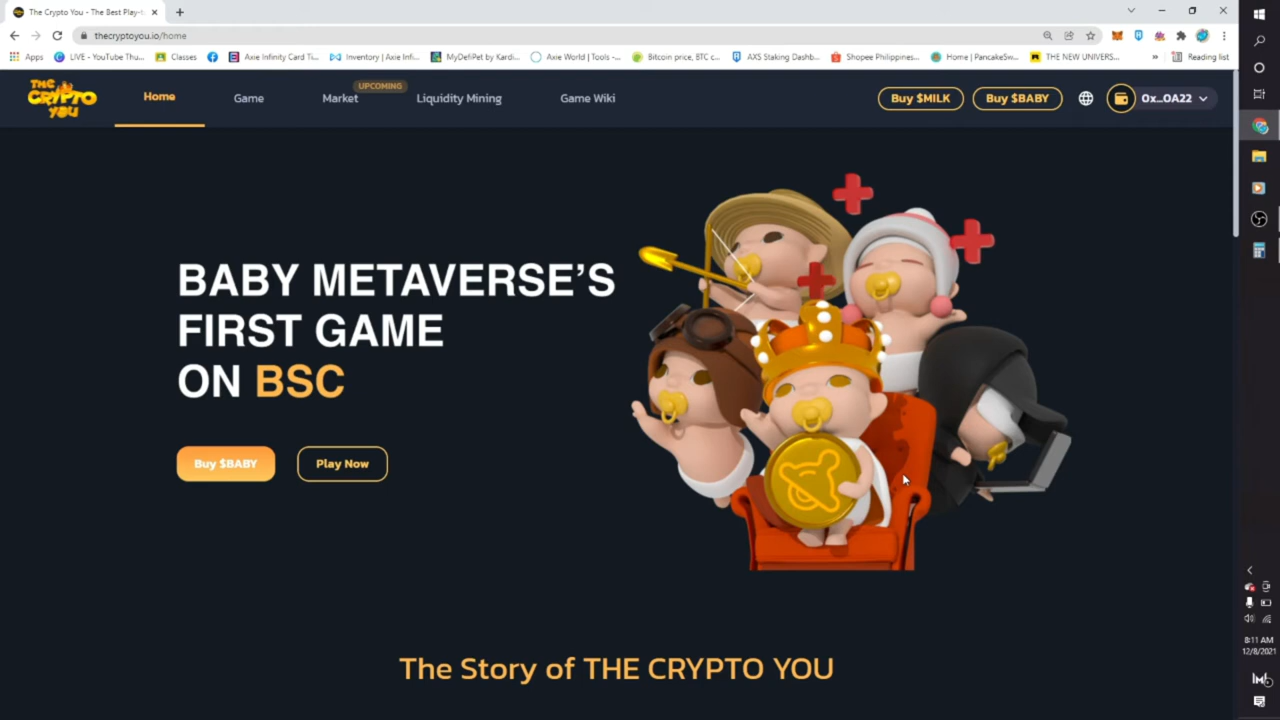 The Crypto You - The Best Play-t
thecryptoyou.io/home
Apps
LIVE - YouTube Thu...
Classes
Axie Infinity Card Ti...
Inventory | Axie Infi...
MyDefiPet by Kardi...
Axie World | Tools -...
Bitcoin price, BTC c...
AXS Staking Dashb...
Shopee Philippines...
Home | PancakeSw...
THE NEW UNIVERS...
»
Reading list
THE CRYPTO YOU
Home
Game
Market
UPCOMING
Liquidity Mining
Game Wiki
Buy $MILK
Buy $BABY
0x_0A22
BABY METAVERSE’S
FIRST GAME
ON BSC
Buy $BABY
Play Now
The Story of THE CRYPTO YOU
8:11 AM
12/8/2021